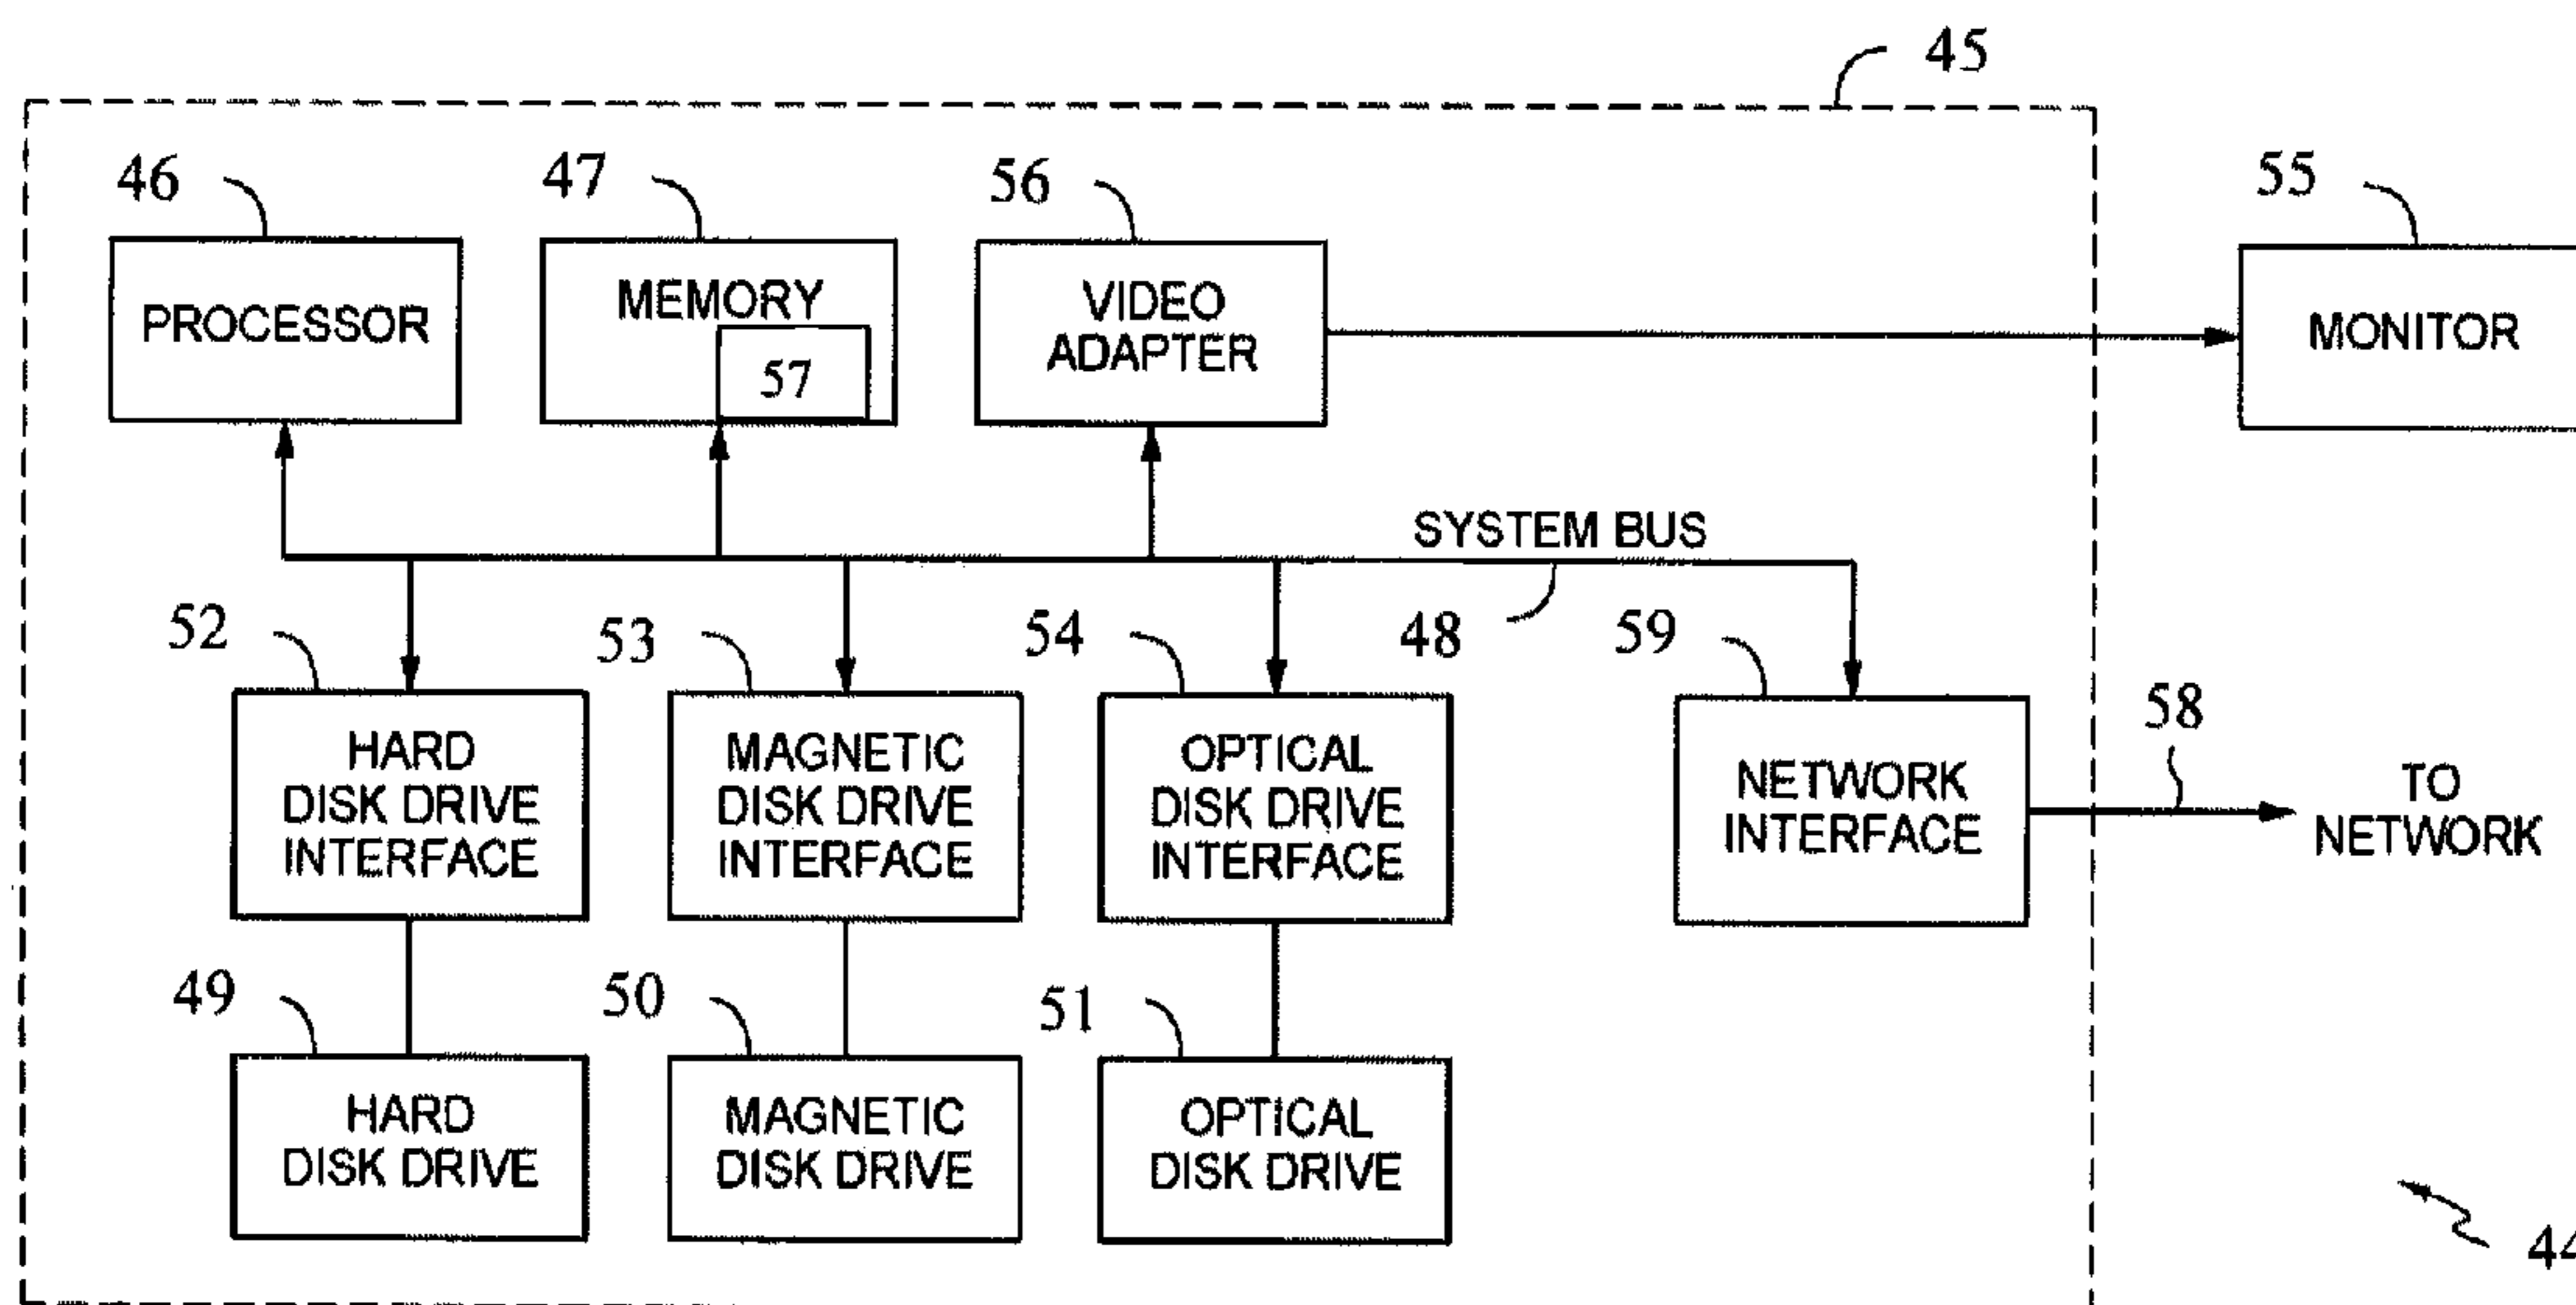 45
46
47
56
55
PROCESSOR
MEMORY
57
VIDEO
ADAPTER
MONITOR
SYSTEM BUS
52
53
54
48
59
58
HARD
DISK DRIVE
INTERFACE
MAGNETIC
DISK DRIVE
INTERFACE
OPTICAL
DISK DRIVE
INTERFACE
NETWORK
INTERFACE
TO
NETWORK
49
50
51
HARD
DISK DRIVE
MAGNETIC
DISK DRIVE
OPTICAL
DISK DRIVE
44